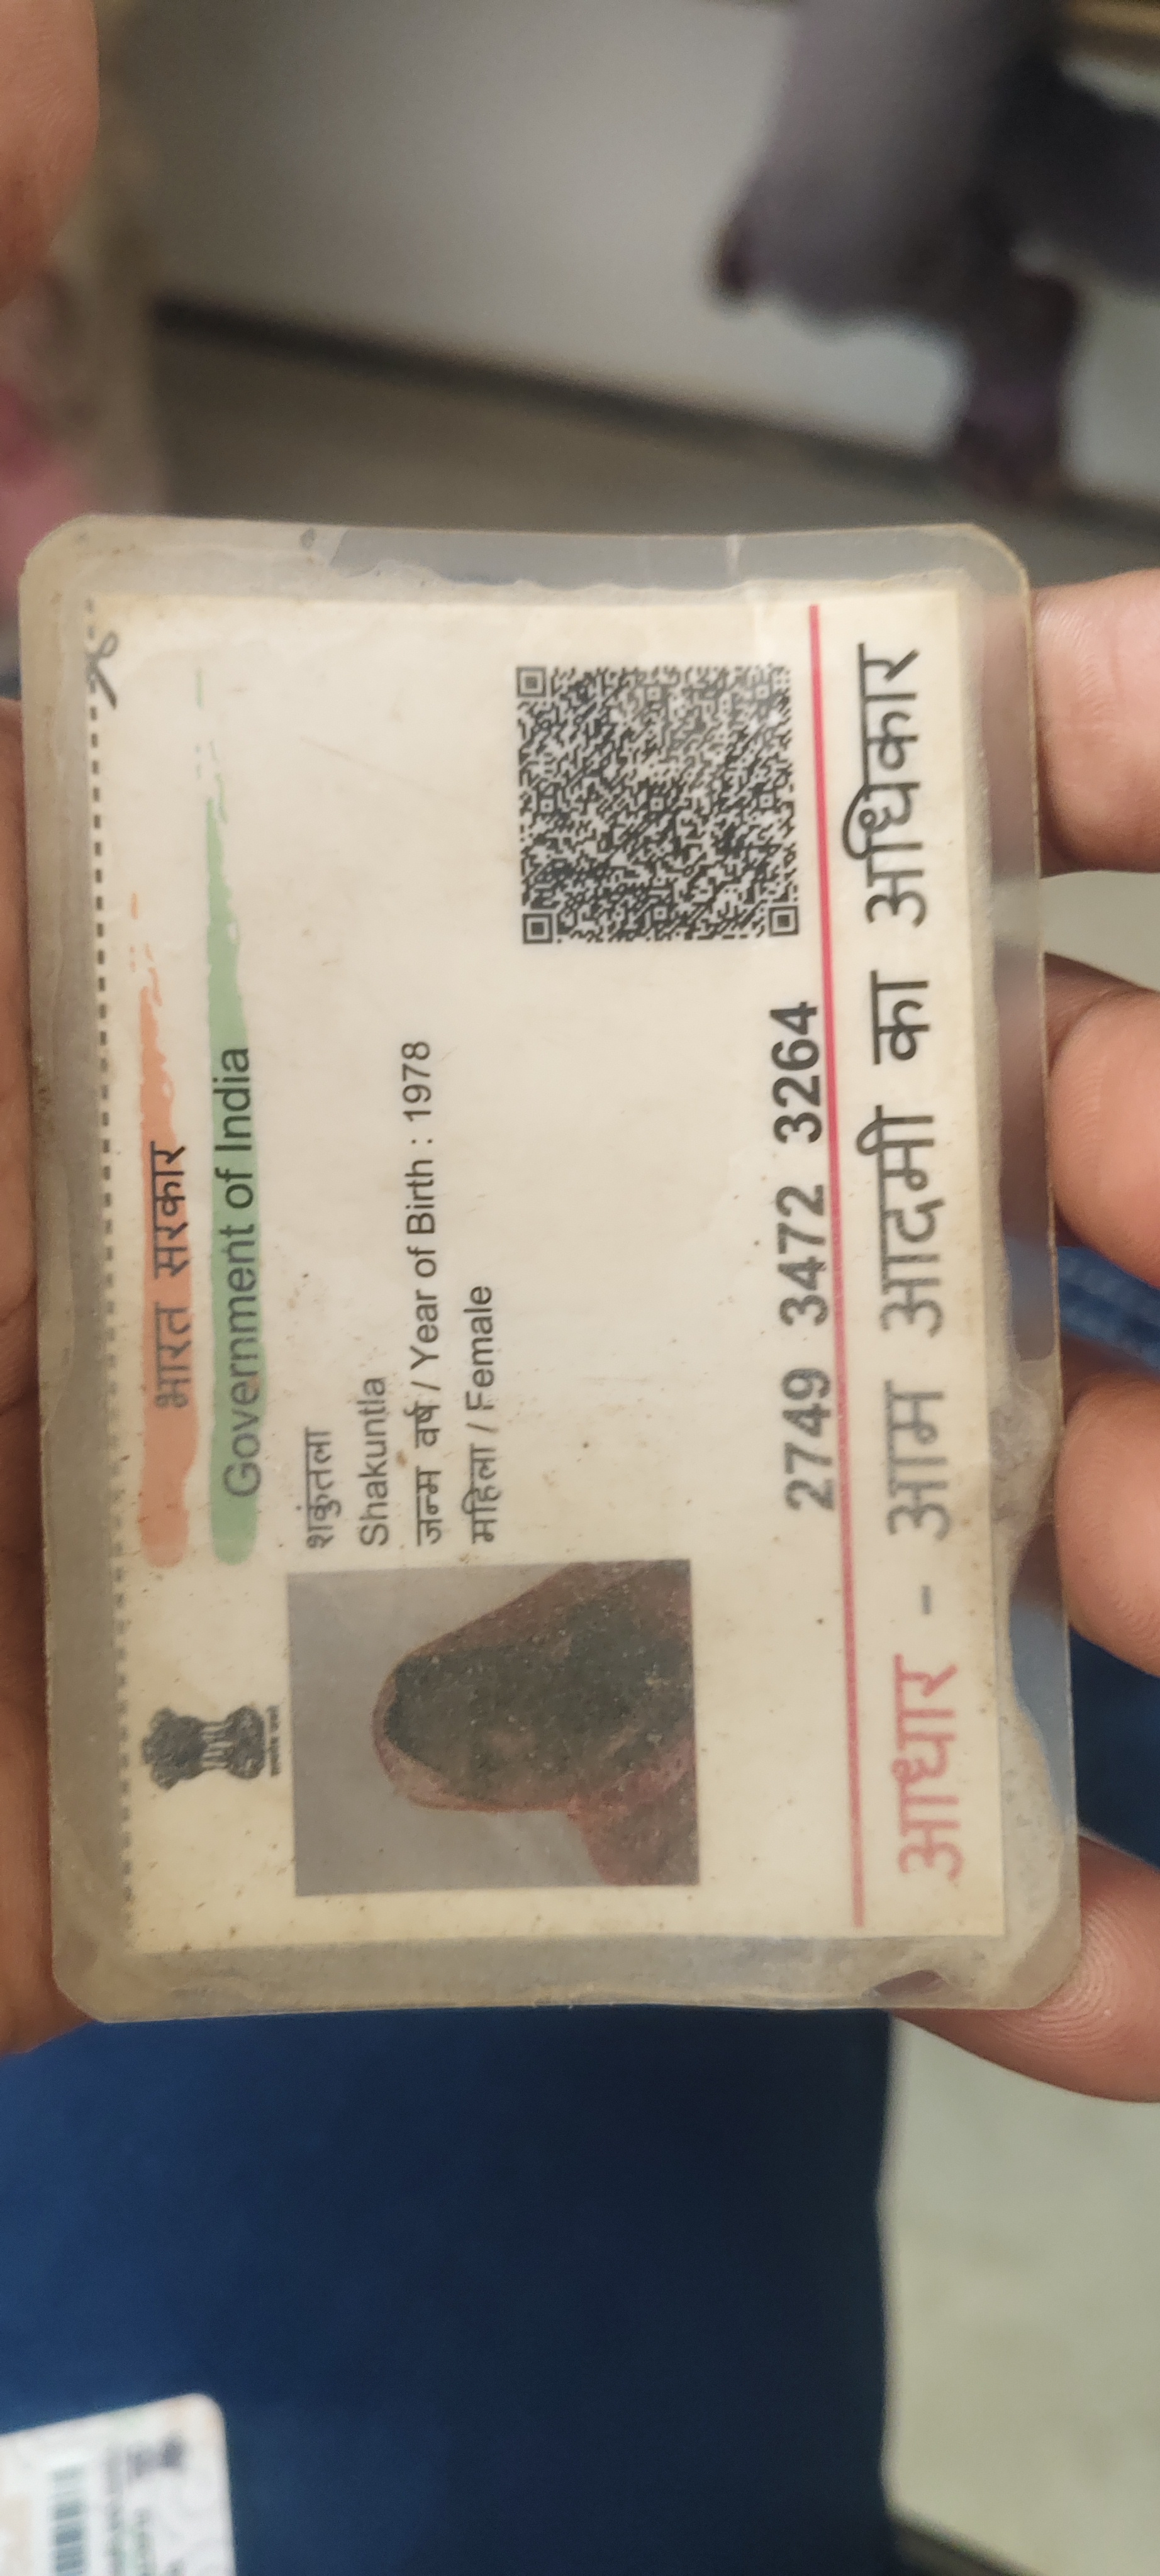 भारत सरकार
Government of India
शकुंतला
Shakuntla
जन्म वर्ष / Year of Birth : 1978
महिला / Female
2749 3472 3264
आधार - आम आदमी का अधिकार